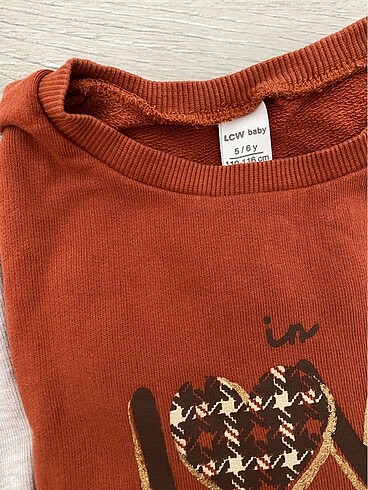 LCW baby
5/6 y
110-116 cm
in